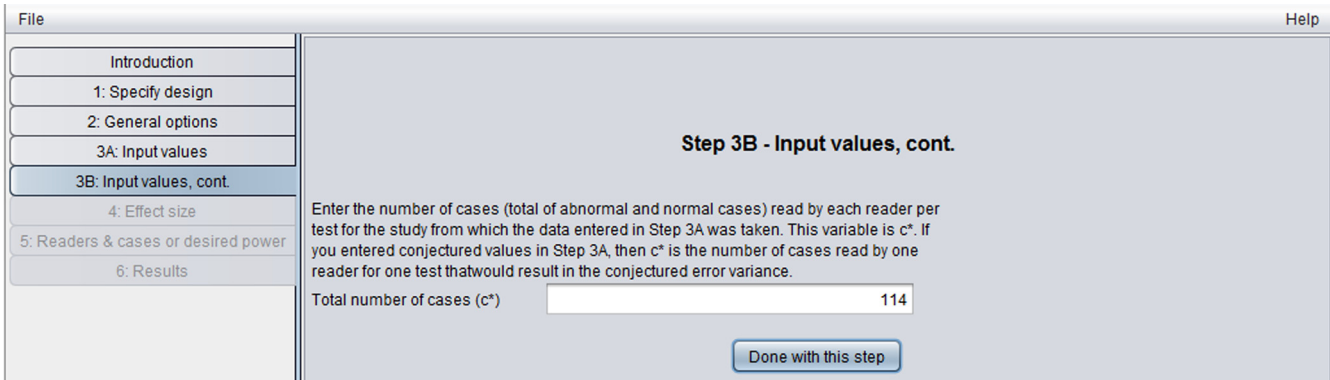 File
Help
Introduction
1: Specify design
2: General options
3A: Input values
3B: Input values, cont.
4: Effect size
5: Readers & cases or desired power
6: Results
Step 3B - Input values, cont.
Enter the number of cases (total of abnormal and normal cases) read by each reader per
test for the study from which the data entered in Step 3A was taken. This variable is c*. If
you entered conjectured values in Step 3A, then c* is the number of cases read by one
reader for one test thatwould result in the conjectured error variance.
Total number of cases (c*)
114
Done with this step